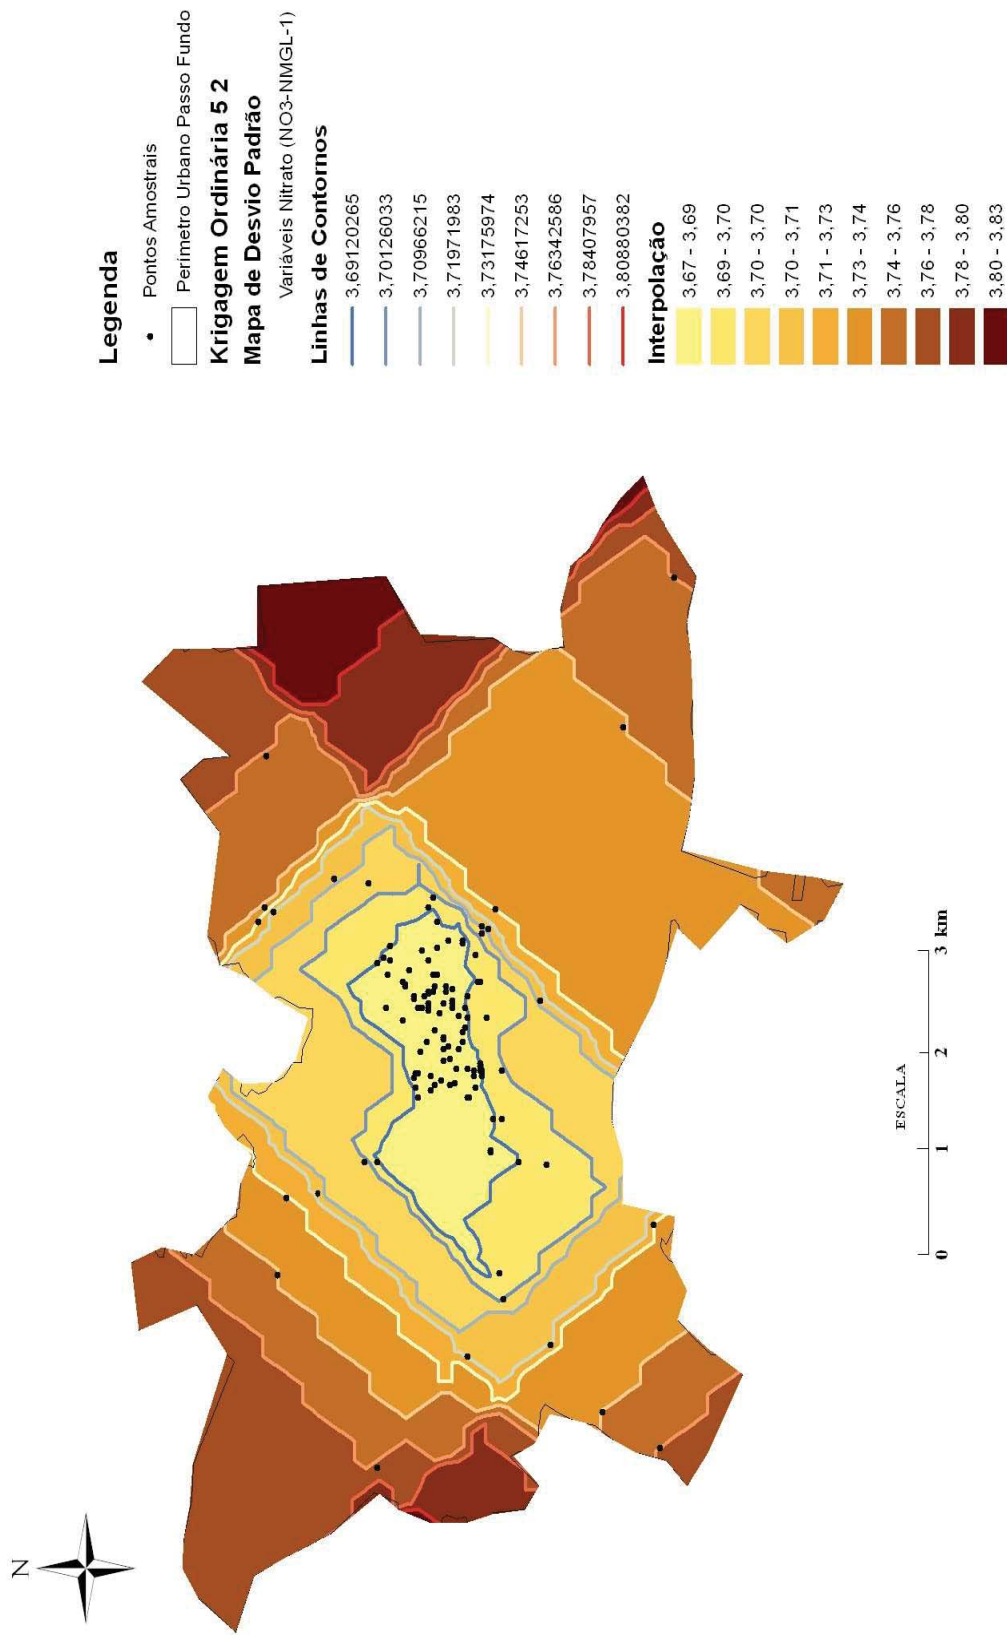 Legenda
Pontos Amostrais
Perimetro Urbano Passo Fundo
Krigagem Ordinária 5 2
Mapa de Desvio Padrão
Variáveis Nitrato (NO3-NMGL-1)
Linhas de Contornos
3,69120265
3,70126033
3,70966215
3,71971983
3,73175974
3,74617253
3,76342586
3,78407957
3,80880382
Interpolação
3,67 - 3,69
3,69 - 3,70
3,70 - 3,70
3,70 - 3,71
3,71 - 3,73
3,73 - 3,74
3,74 - 3,76
3,76 - 3,78
3,78 - 3,80
3,80 - 3,83
N
ESCALA
0 1 2 3 km